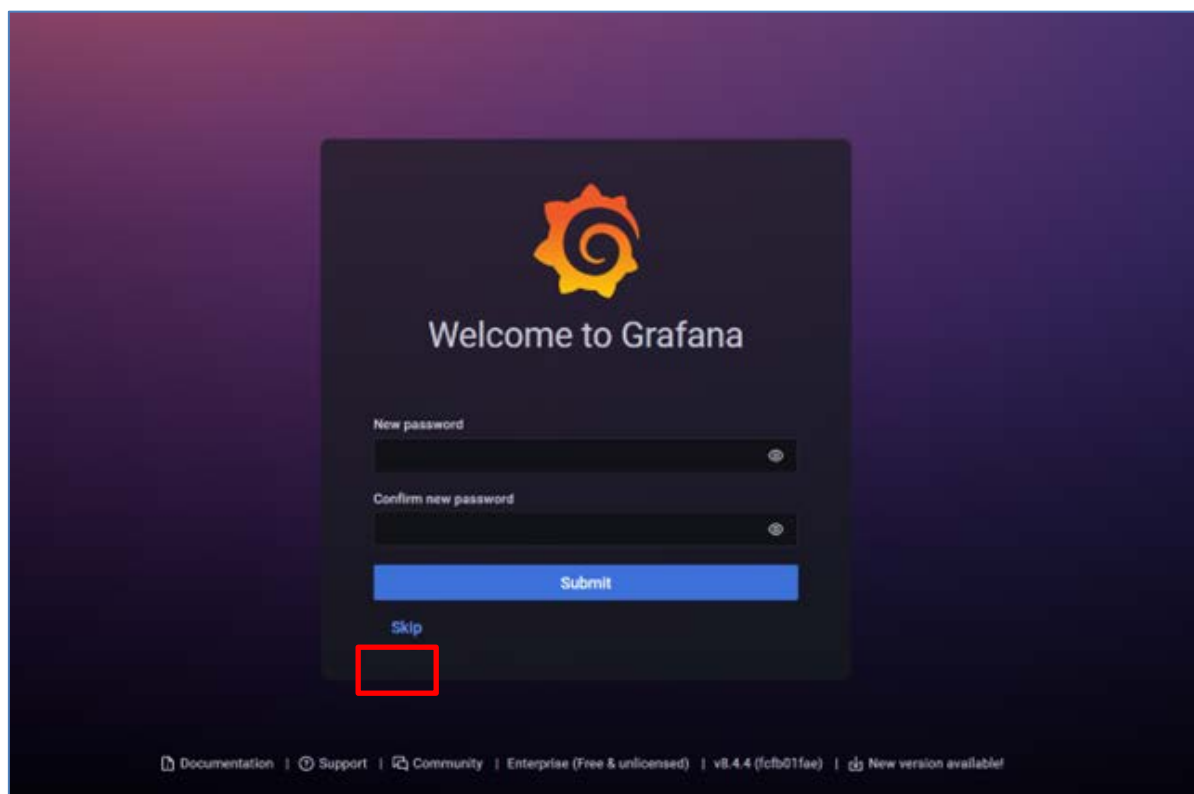 Welcome to Grafana
New password
Confirm new password
Submit
Skip
Documentation | Support | Community | Enterprise (Free & unlicensed) | v8.4.4 (fcfb01fae) | New version available!